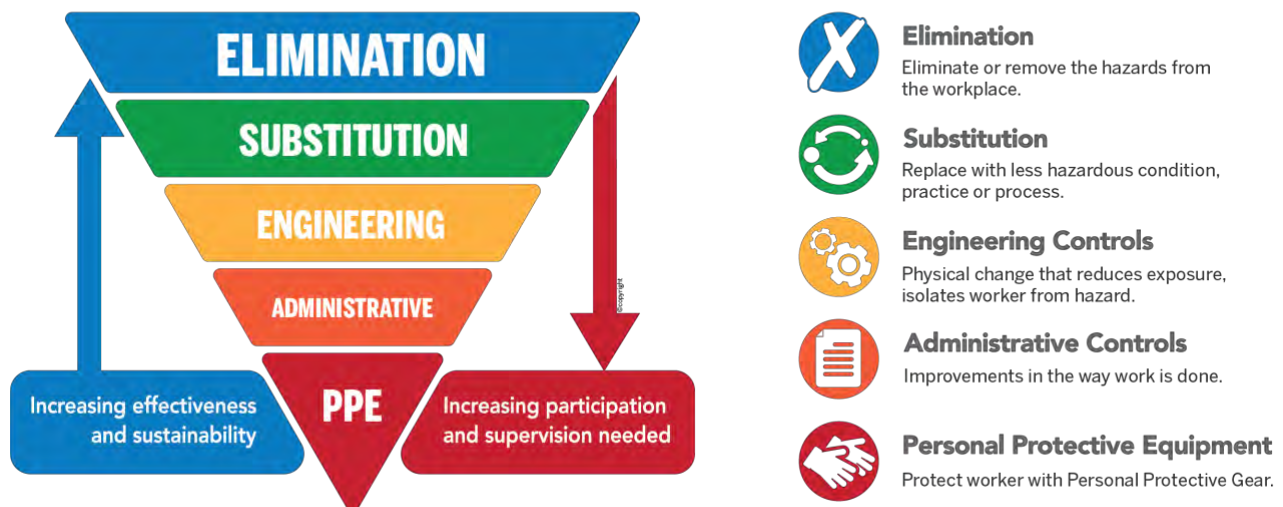 ELIMINATION
SUBSTITUTION
ENGINEERING
ADMINISTRATIVE
PPE
Increasing effectiveness
and sustainability
Increasing participation
and supervision needed
©copyright
Elimination
Eliminate or remove the hazards from
the workplace.
Substitution
Replace with less hazardous condition,
practice or process.
Engineering Controls
Physical change that reduces exposure,
isolates worker from hazard.
Administrative Controls
Improvements in the way work is done.
Personal Protective Equipment
Protect worker with Personal Protective Gear.